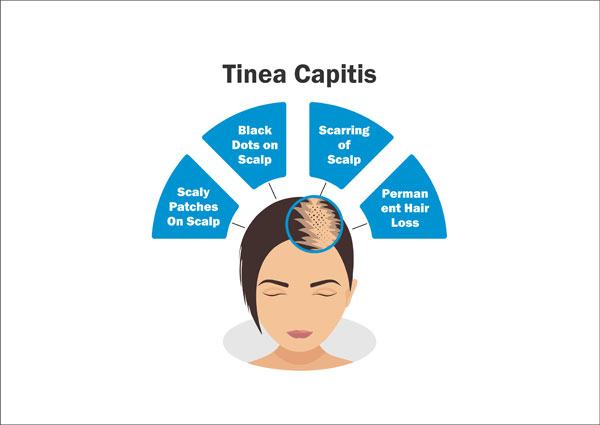 Tinea Capitis
Scaly
Patches
On Scalp
Black
Dots on
Scalp
Scarring
of
Scalp
Perman
ent Hair
Loss